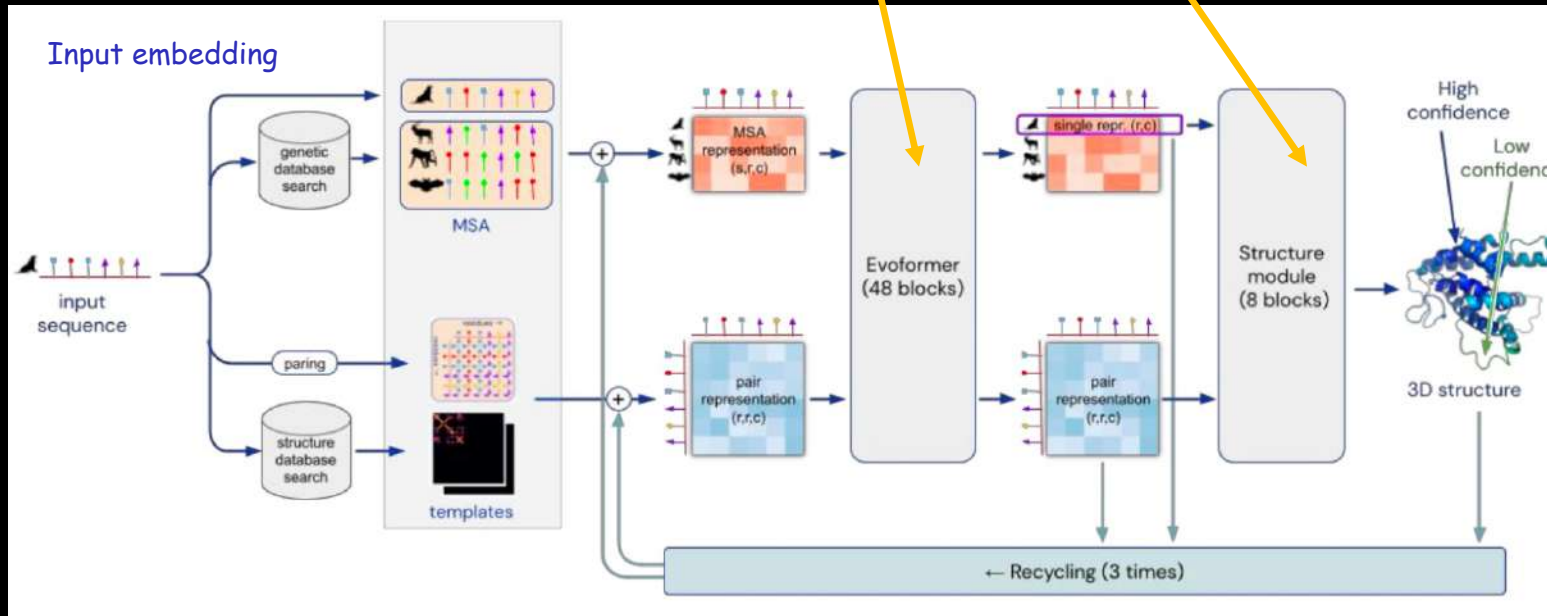 Input embedding
genetic
database
search
MSA
input
sequence
paring
residues →
structure
database
search
templates
MSA
representation
(s,r,c)
pair
representation
(r,r,c)
Evoformer
(48 blocks)
single repr. (r,c)
pair
representation
(r,r,c)
Structure
module
(8 blocks)
High
confidence
Low
confidenc
3D structure
← Recycling (3 times)